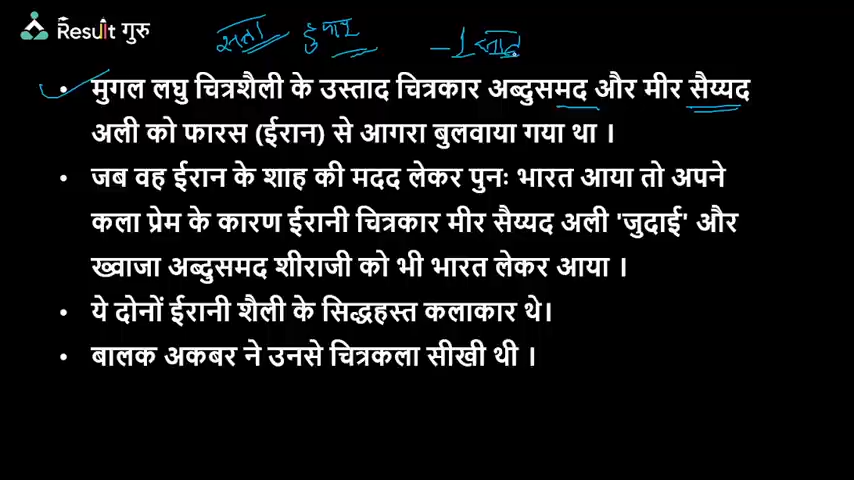 Result गुरु
मुगल लघु चित्रशैली के उस्ताद चित्रकार अब्दुसमद और मीर सैय्यद
अली को फारस (ईरान) से आगरा बुलवाया गया था ।
जब वह ईरान के शाह की मदद लेकर पुनः भारत आया तो अपने
कला प्रेम के कारण ईरानी चित्रकार मीर सैय्यद अली 'जुदाई' और
ख्वाजा अब्दुसमद शीराजी को भी भारत लेकर आया ।
ये दोनों ईरानी शैली के सिद्धहस्त कलाकार थे।
बालक अकबर ने उनसे चित्रकला सीखी थी ।